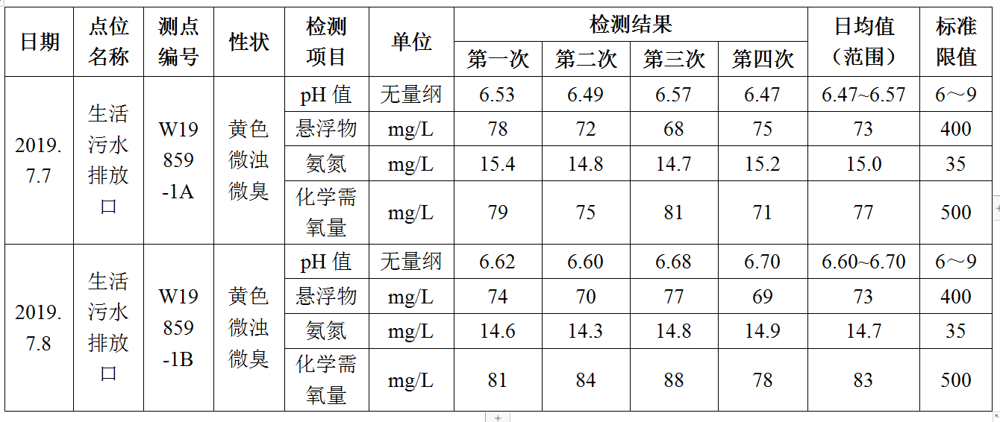 日期 点位名称 测点编号 性状 检测项目 单位 检测结果 日均值（范围） 标准限值
第一次 第二次 第三次 第四次
2019.7.7 生活污水排放口 W19859-1A 黄色微浊微臭 pH 值 无量纲 6.53 6.49 6.57 6.47 6.47~6.57 6～9
悬浮物 mg/L 78 72 68 75 73 400
氨氮 mg/L 15.4 14.8 14.7 15.2 15.0 35
化学需氧量 mg/L 79 75 81 71 77 500
2019.7.8 生活污水排放口 W19859-1B 黄色微浊微臭 pH 值 无量纲 6.62 6.60 6.68 6.70 6.60~6.70 6～9
悬浮物 mg/L 74 70 77 69 73 400
氨氮 mg/L 14.6 14.3 14.8 14.9 14.7 35
化学需氧量 mg/L 81 84 88 78 83 500